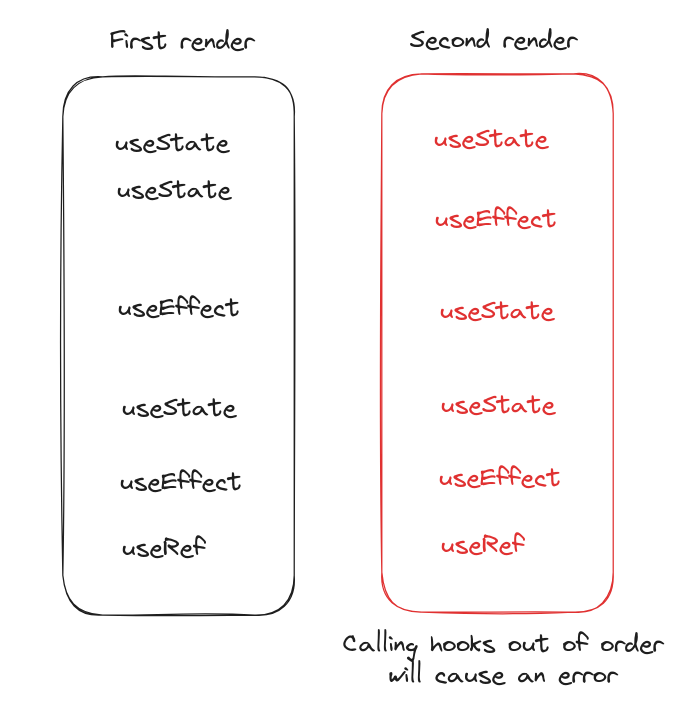 First render
useState
useState
useEffect
useState
useEffect
useRef
Second render
useState
useEffect
useState
useState
useEffect
useRef
Calling hooks out of order
will cause an error